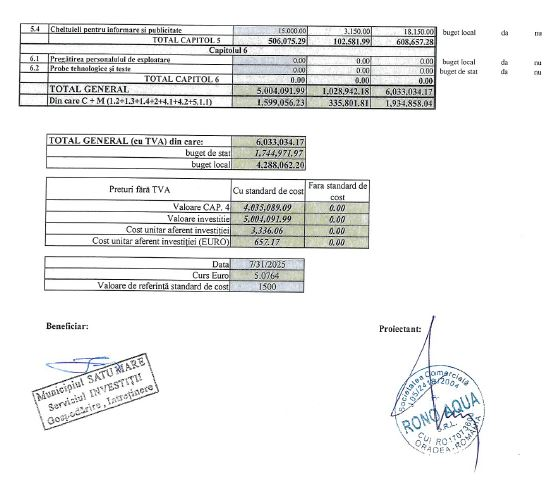 5.4 Cheltuieli pentru informare si publicitate 15.000.00 3,150.00 18,150.00 buget local da nu
TOTAL CAPITOL 5 506,075.29 102,581.99 608,657.28
Capitolul 6
6.1 Pregătirea personalului de exploatare 0.00 0.00 0.00 buget local da nu
6.2 Probe tehnologice și teste 0.00 0.00 0.00 buget de stat da nu
TOTAL CAPITOL 6 0.00 0.00 0.00
TOTAL GENERAL 5,004,091.99 1,028,942.18 6,033,034.17
Din care C + M (1.2+1.3+1.4+2+4.1+4.2+5.1.1) 1,599,056.23 335,801.81 1,934,858.04
TOTAL GENERAL (cu TVA) din care: 6,033,034.17
buget de stat 1,744,971.97
buget local 4,288,062.20
Preturi fără TVA Cu standard de cost Fara standard de cost
Valoare CAP. 4 4,033,089.09 0.00
Valoare investitie 5,004,091.99 0.00
Cost unitar aferent investitiei 3,336.06 0.00
Cost unitar aferent investiției (EURO) 657.17 0.00
Data 7/31/2025
Curs Euro 5.0764
Valoare de referință standard de cost 1500
Beneficiar: Proiectant:
Municipiul SATU MARE
Serviciul INVESTIȚII
Gospodărire, Întreținere
Societatea Comercială
RONO AQUA
S.R.L.
ORADEA-ROMANIA